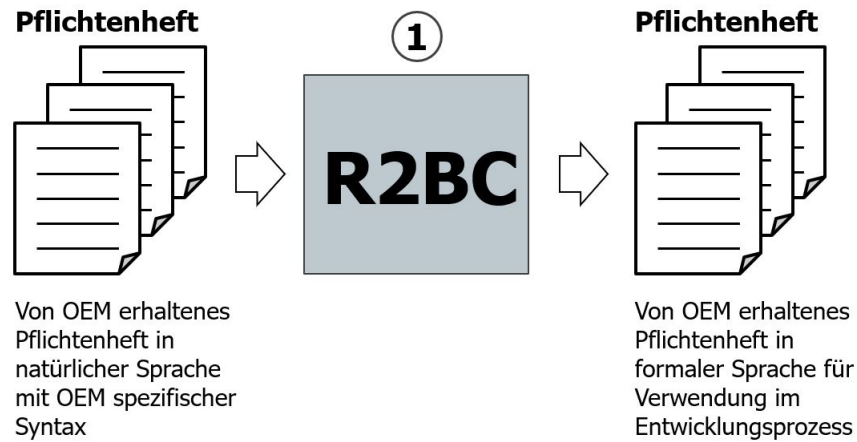 Pflichtenheft
Von OEM erhaltenes
Pflichtenheft in
natürlicher Sprache
mit OEM spezifischer
Syntax
1
R2BC
Pflichtenheft
Von OEM erhaltenes
Pflichtenheft in
formaler Sprache für
Verwendung im
Entwicklungsprozess